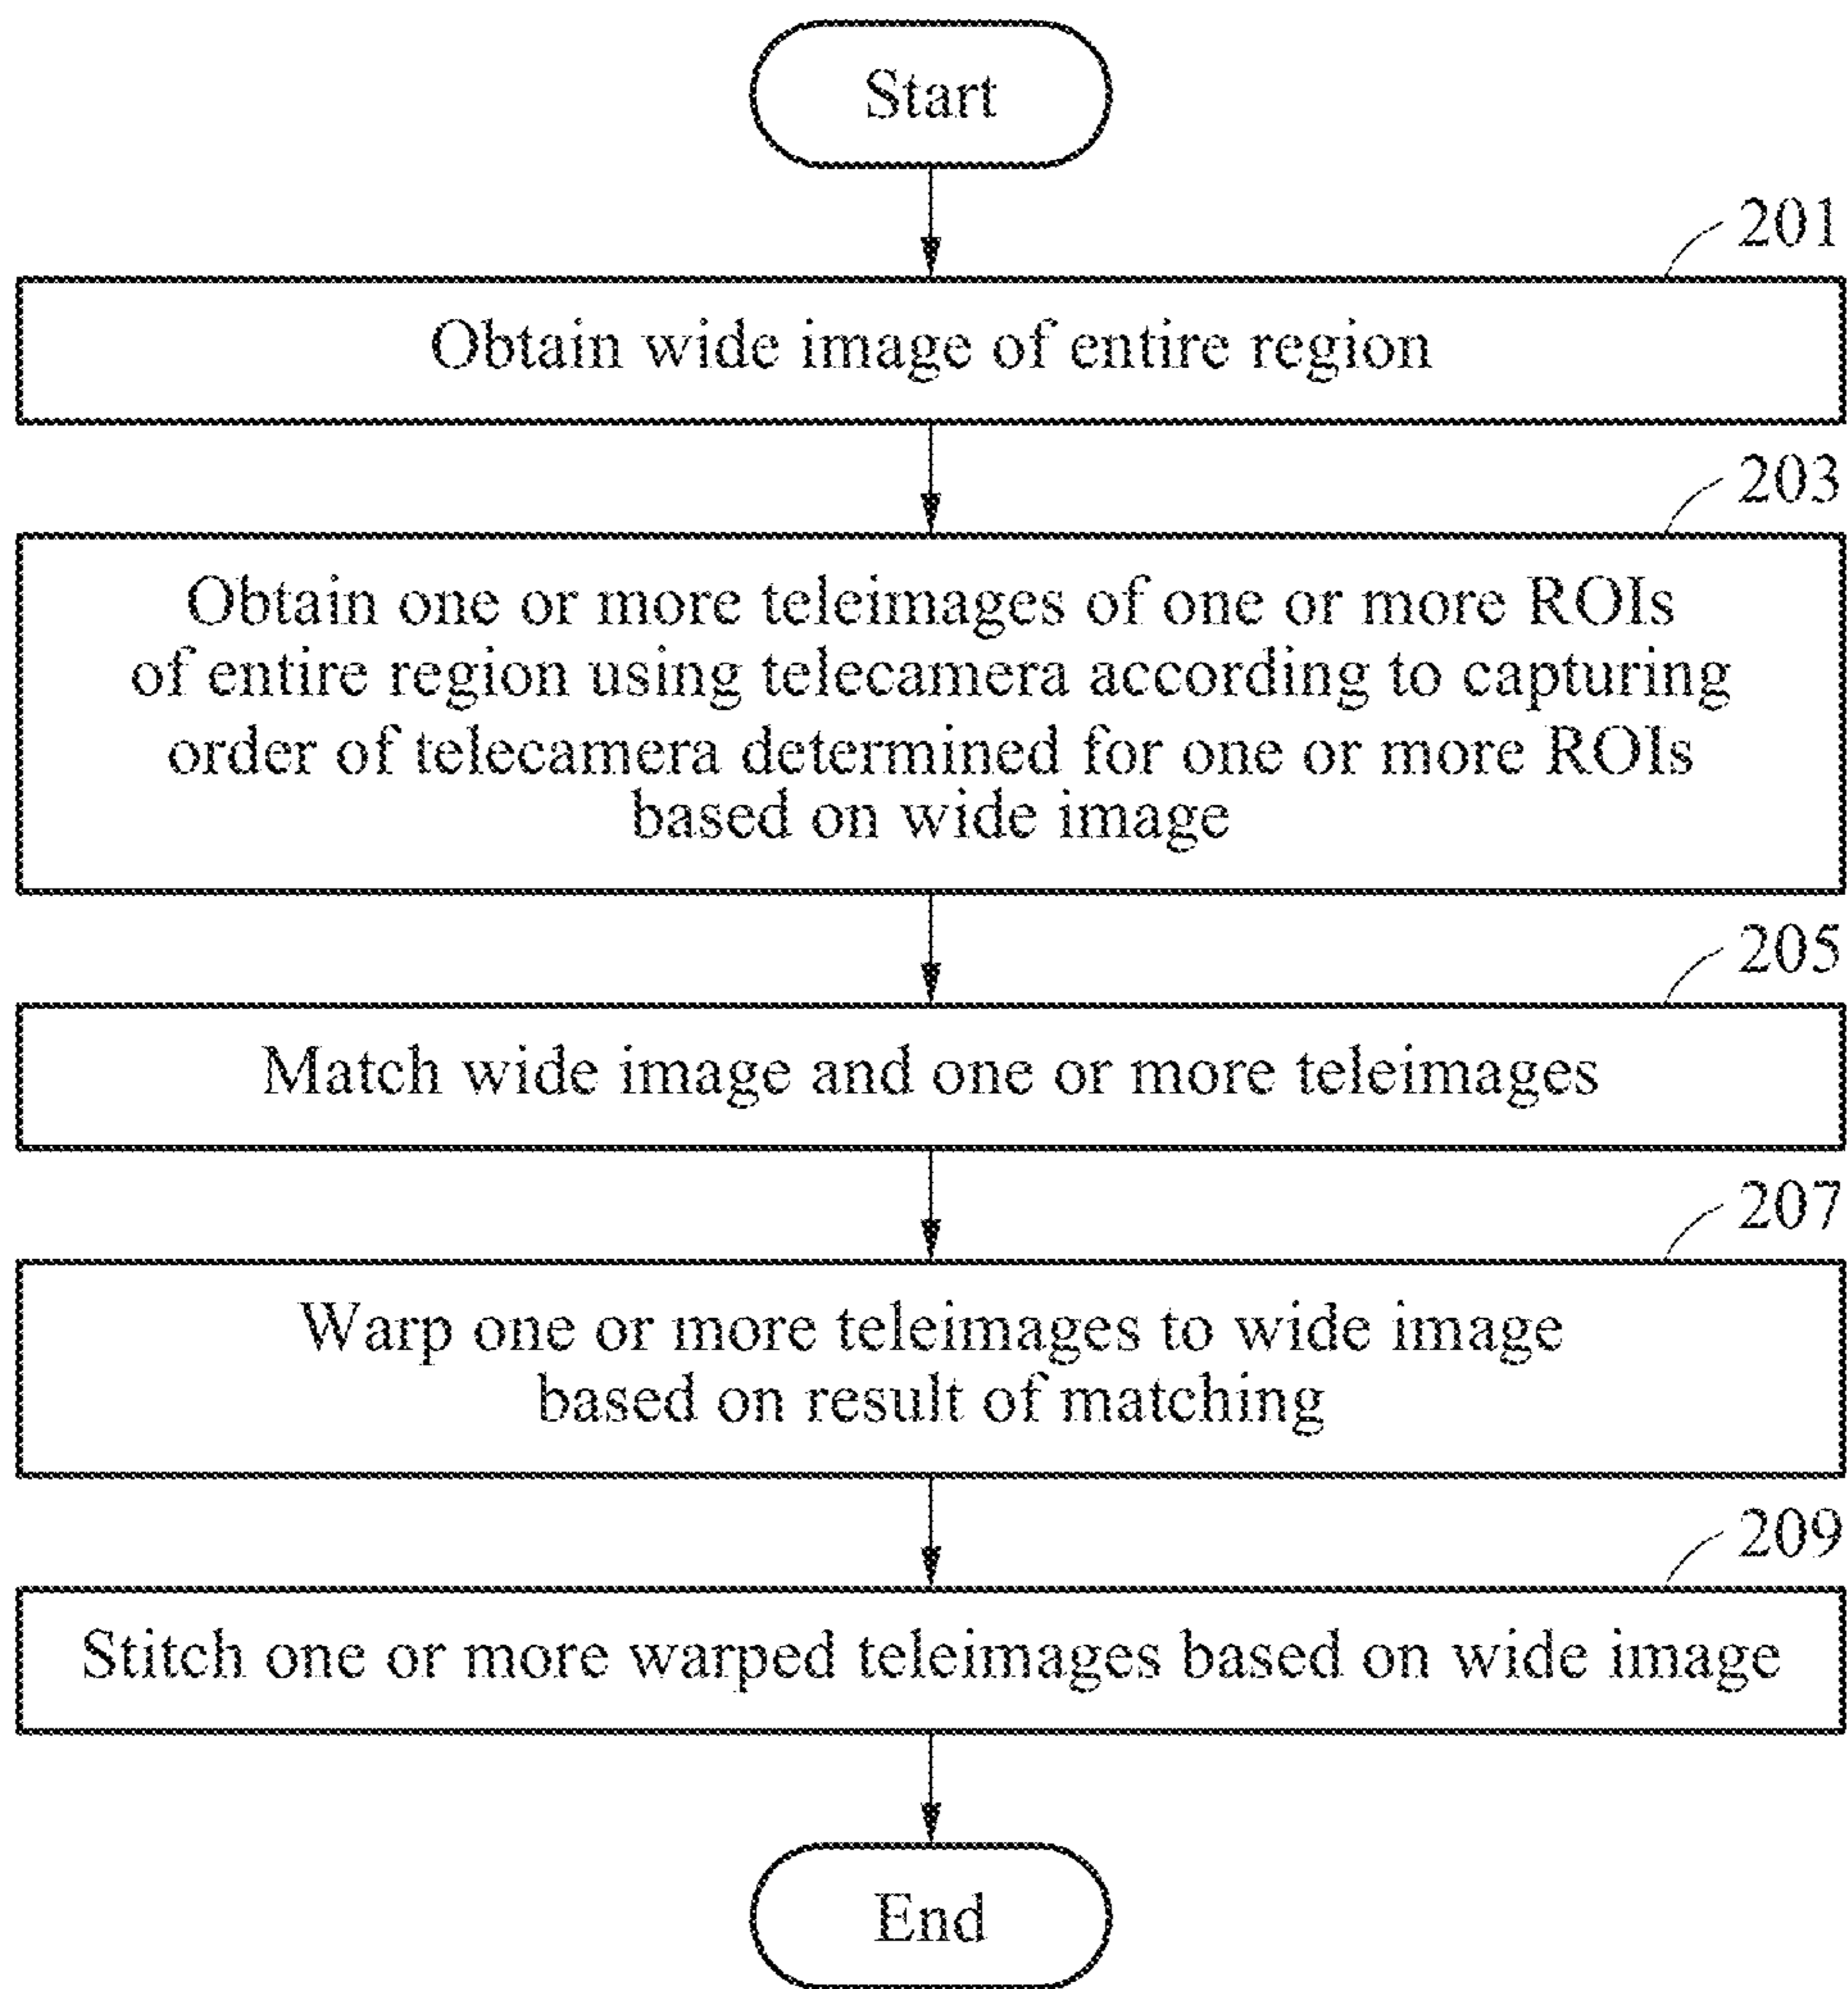 Start
201
Obtain wide image of entire region
203
Obtain one or more teleimages of one or more ROIs
of entire region using telecamera according to capturing
order of telecamera determined for one or more ROIs
based on wide image
205
Match wide image and one or more teleimages
207
Warp one or more teleimages to wide image
based on result of matching
209
Stitch one or more warped teleimages based on wide image
End